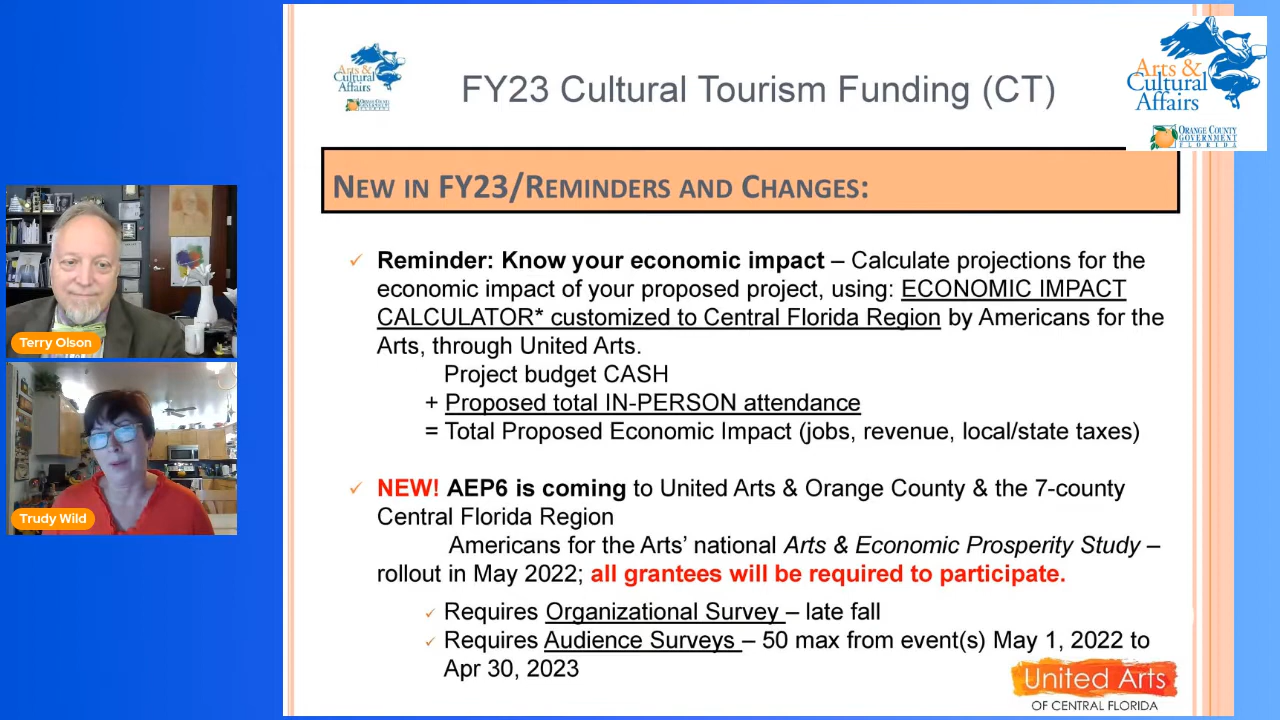 Arts &
Cultural
Affairs
ORANGE COUNTY
GOVERNMENT
FLORIDA
FY23 Cultural Tourism Funding (CT)
Arts &
Cultural
Affairs
ORANGE COUNTY
GOVERNMENT
FLORIDA
NEW IN FY23/REMINDERS AND CHANGES:
✓ Reminder: Know your economic impact – Calculate projections for the
economic impact of your proposed project, using: ECONOMIC IMPACT
CALCULATOR* customized to Central Florida Region by Americans for the
Arts, through United Arts.
Project budget CASH
+ Proposed total IN-PERSON attendance
= Total Proposed Economic Impact (jobs, revenue, local/state taxes)
✓ NEW! AEP6 is coming to United Arts & Orange County & the 7-county
Central Florida Region
Americans for the Arts’ national Arts & Economic Prosperity Study –
rollout in May 2022; all grantees will be required to participate.
✓ Requires Organizational Survey – late fall
✓ Requires Audience Surveys – 50 max from event(s) May 1, 2022 to
Apr 30, 2023
United Arts
OF CENTRAL FLORIDA
Terry Olson
Trudy Wild